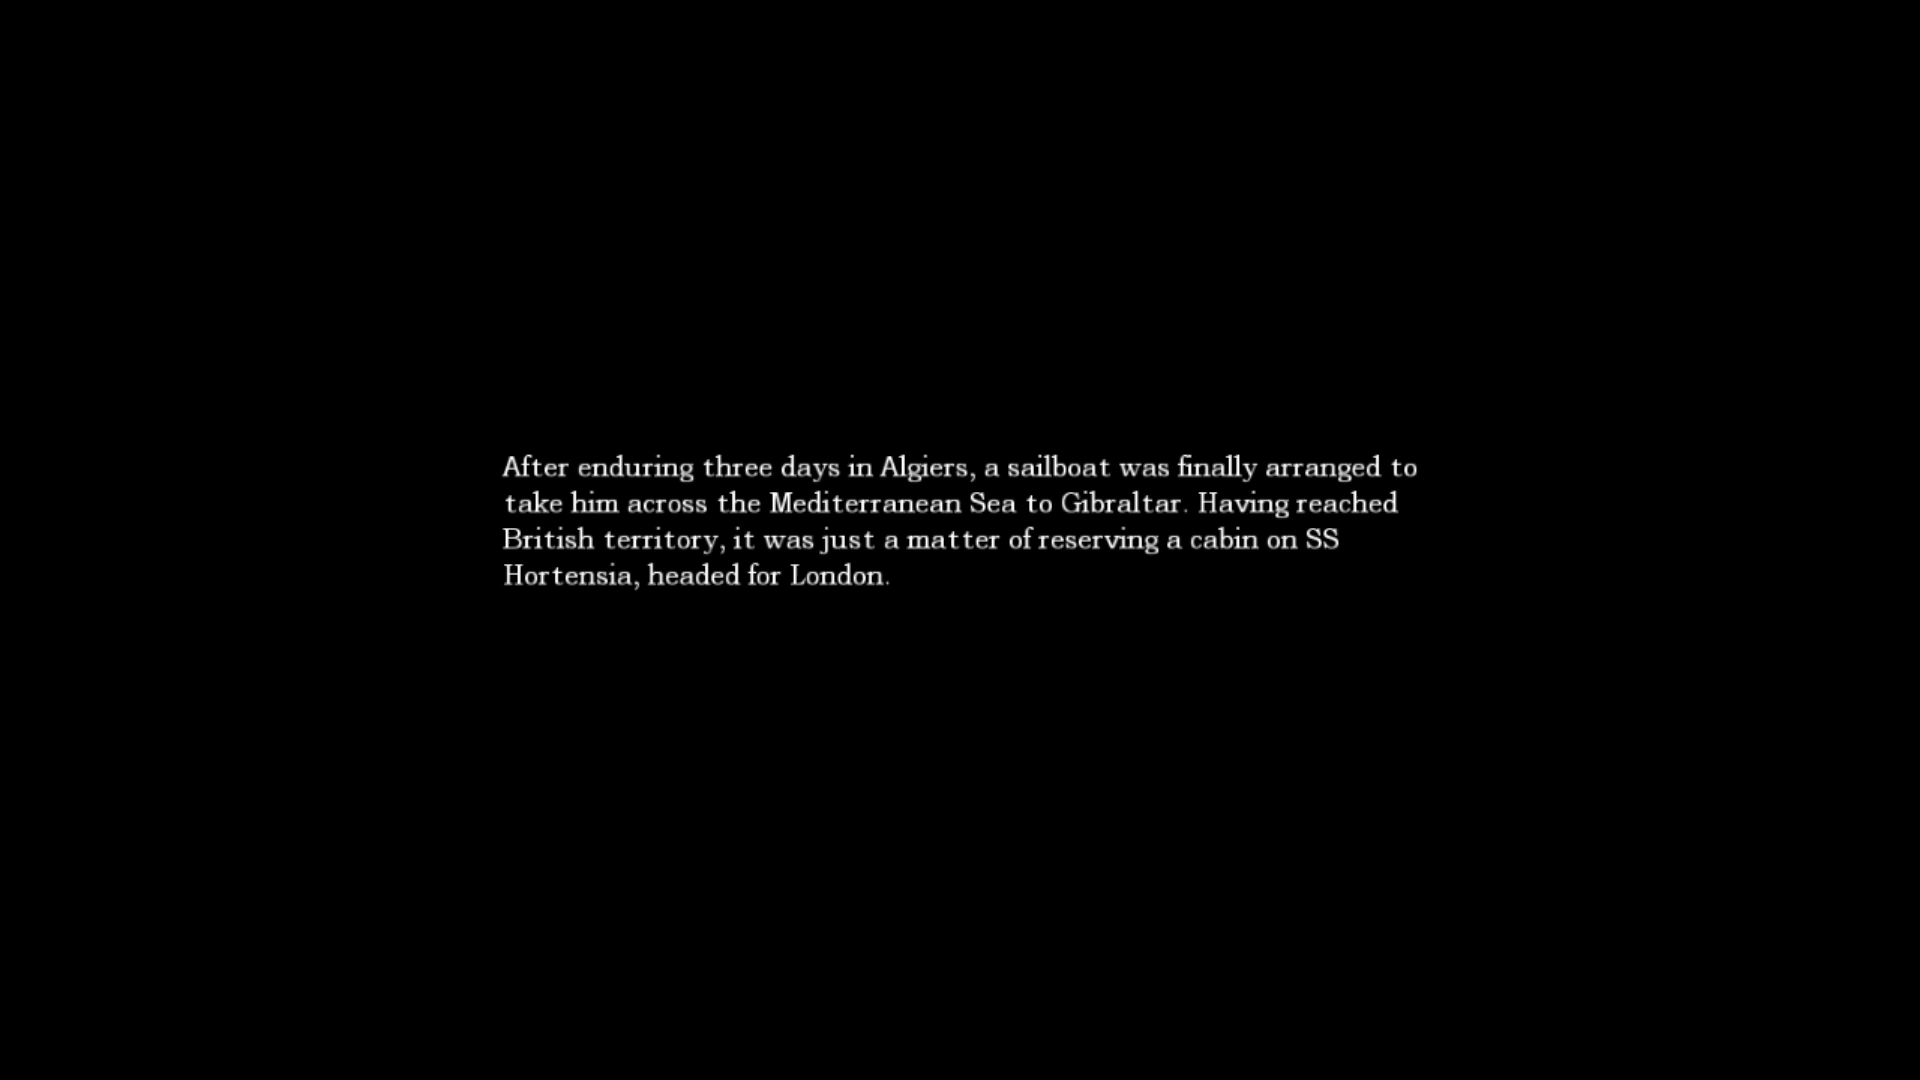 After enduring three days in Algiers, a sailboat was finally arranged to
take him across the Mediterranean Sea to Gibraltar. Having reached
British territory, it was just a matter of reserving a cabin on SS
Hortensia, headed for London.